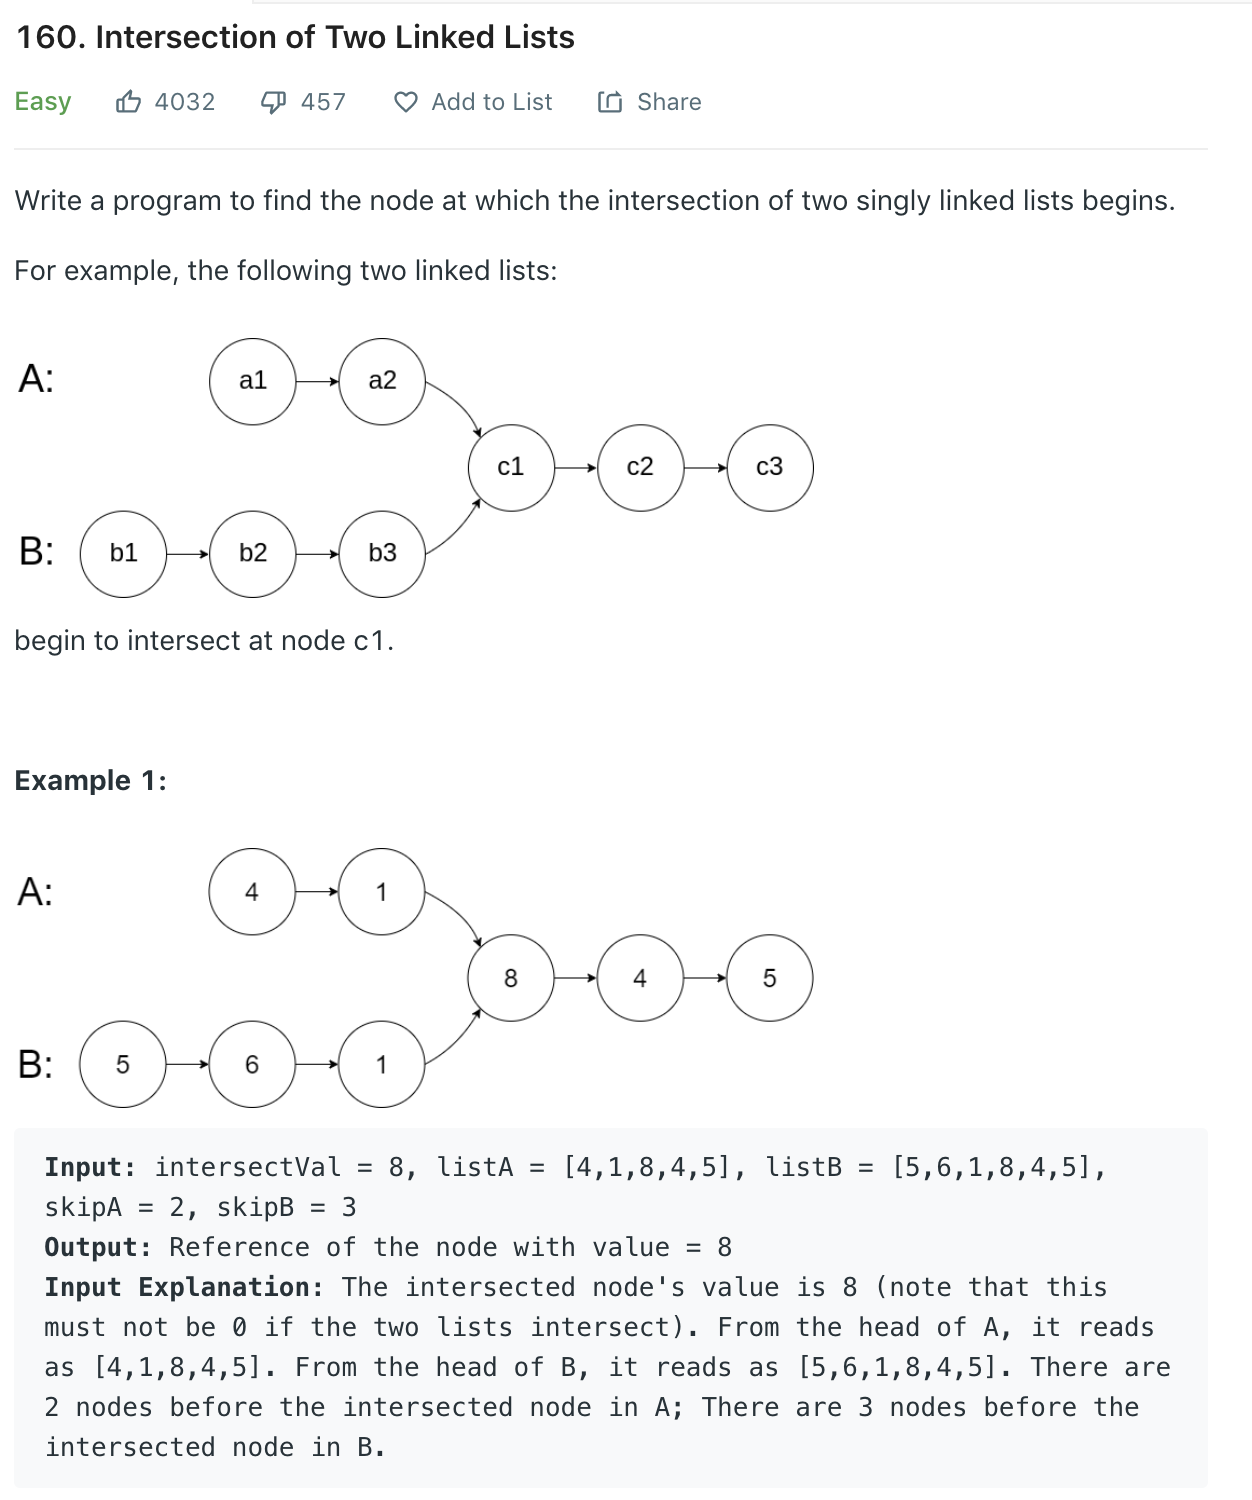 160. Intersection of Two Linked Lists
Easy 4032 457 Add to List Share
Write a program to find the node at which the intersection of two singly linked lists begins.
For example, the following two linked lists:
A: a1 a2
c1 c2 c3
B: b1 b2 b3
begin to intersect at node c1.
Example 1:
A: 4 1
8 4 5
B: 5 6 1
Input: intersectVal = 8, listA = [4,1,8,4,5], listB = [5,6,1,8,4,5],
skipA = 2, skipB = 3
Output: Reference of the node with value = 8
Input Explanation: The intersected node's value is 8 (note that this
must not be 0 if the two lists intersect). From the head of A, it reads
as [4,1,8,4,5]. From the head of B, it reads as [5,6,1,8,4,5]. There are
2 nodes before the intersected node in A; There are 3 nodes before the
intersected node in B.